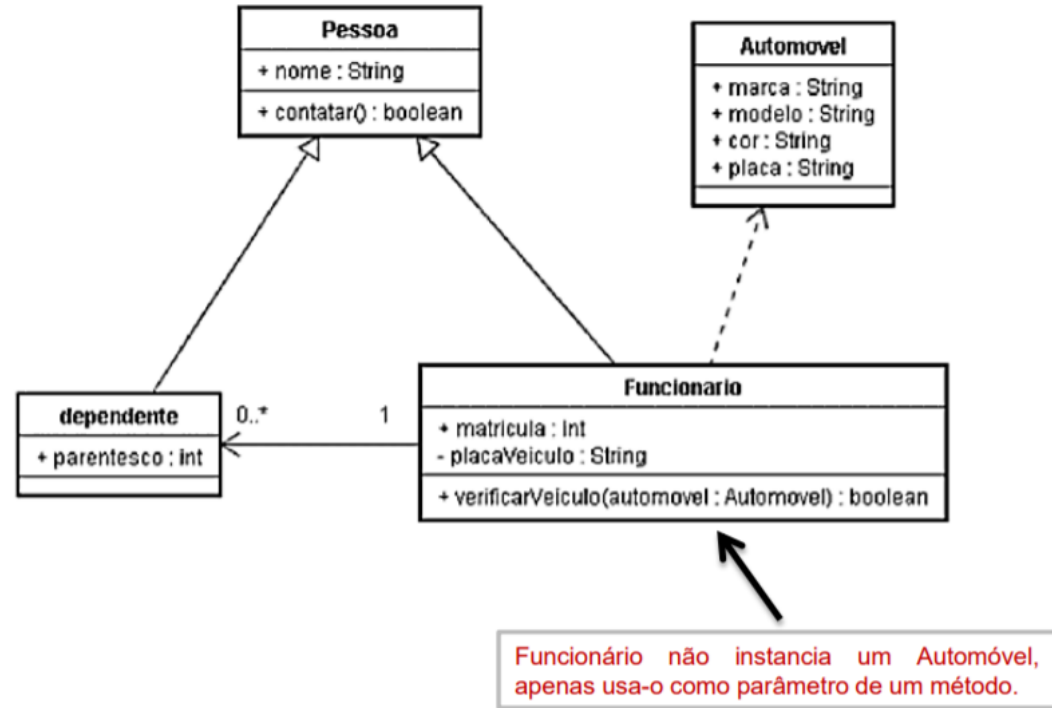 Pessoa
+ nome : String
+ contatar() : boolean
Automovel
+ marca : String
+ modelo : String
+ cor : String
+ placa : String
dependente
+ parentesco : int
0..*
1
Funcionario
+ matricula : Int
- placaVeiculo : String
+ verificarVeiculo(automovel : Automovel) : boolean
Funcionário não instancia um Automóvel,
apenas usa-o como parâmetro de um método.